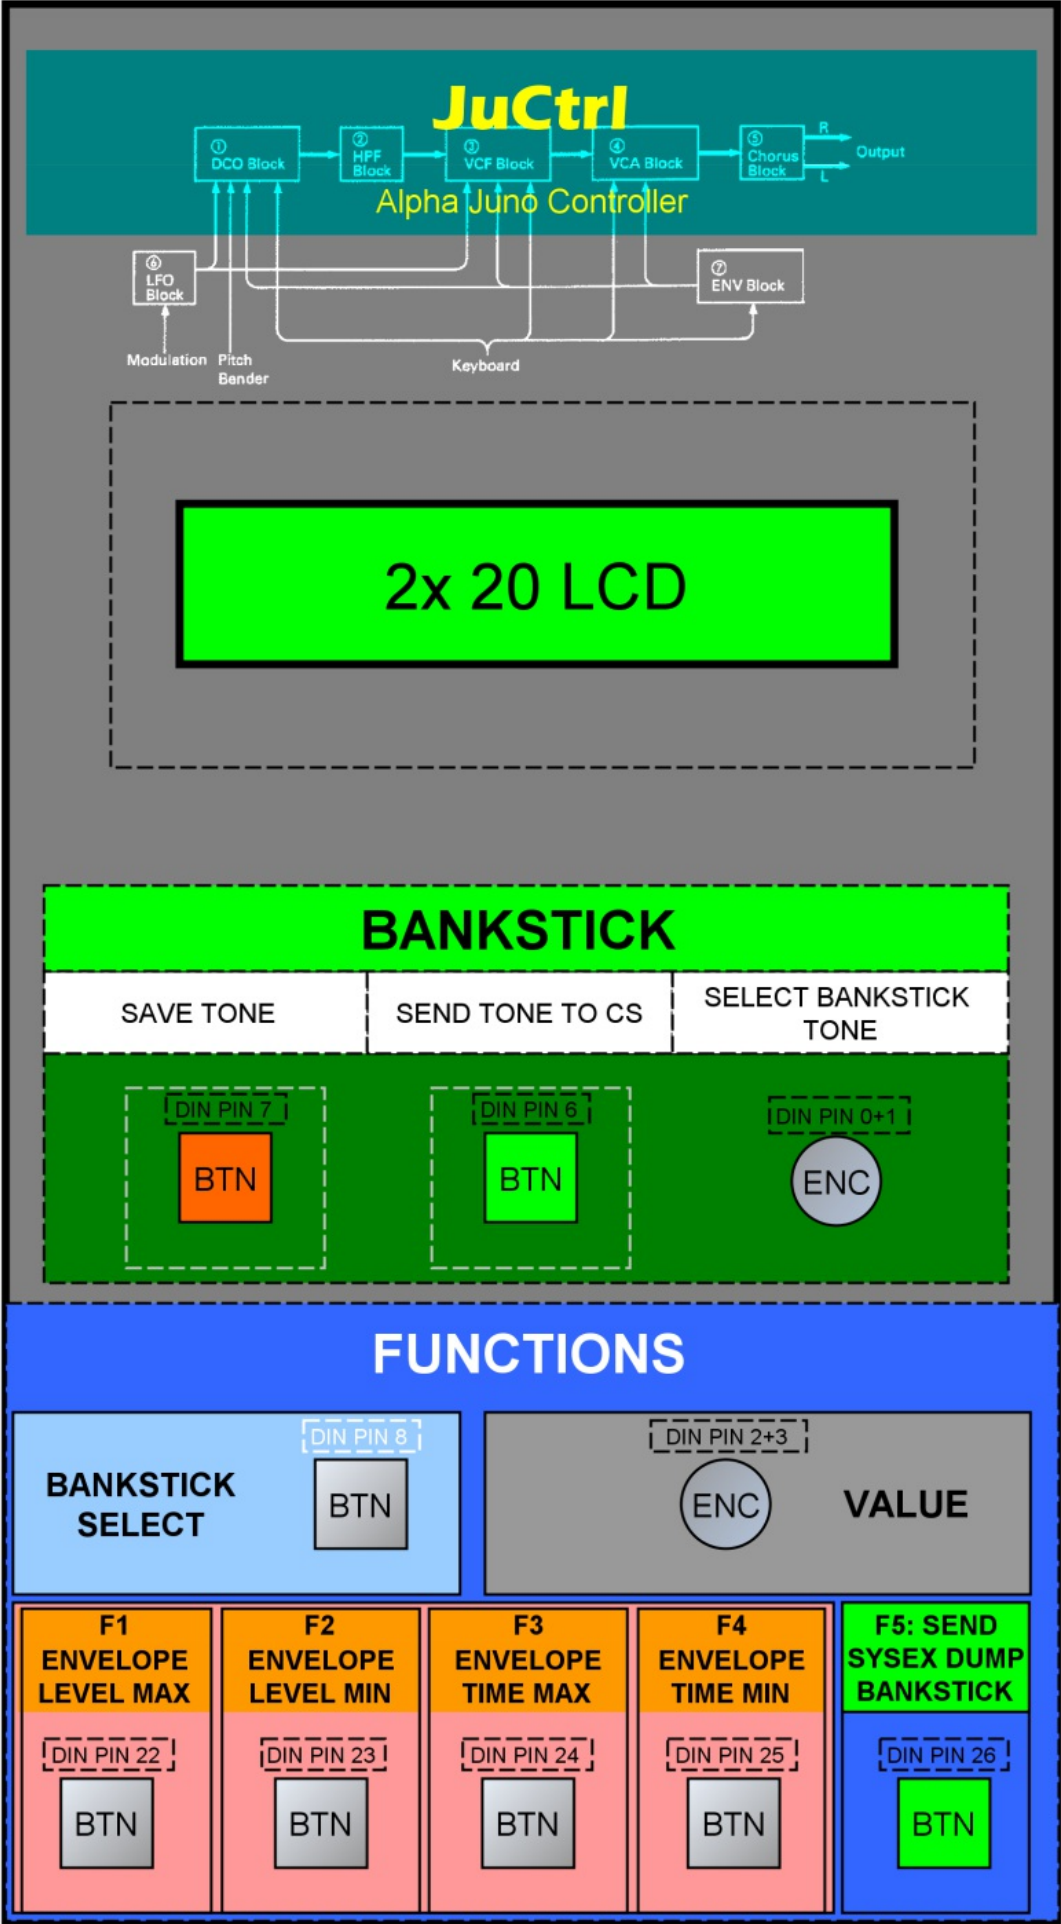 JuCtrl
① DCO Block
② HPF Block
③ VCF Block
④ VCA Block
⑤ Chorus Block
R
Output
L
Alpha Juno Controller
⑥ LFO Block
⑦ ENV Block
Modulation
Pitch Bender
Keyboard
2x 20 LCD
BANKSTICK
SAVE TONE
SEND TONE TO CS
SELECT BANKSTICK
TONE
DIN PIN 7
DIN PIN 6
DIN PIN 0+1
BTN
BTN
ENC
FUNCTIONS
DIN PIN 8
DIN PIN 2+3
BANKSTICK
SELECT
BTN
ENC
VALUE
F1
ENVELOPE
LEVEL MAX
F2
ENVELOPE
LEVEL MIN
F3
ENVELOPE
TIME MAX
F4
ENVELOPE
TIME MIN
F5: SEND
SYSEX DUMP
BANKSTICK
DIN PIN 22
DIN PIN 23
DIN PIN 24
DIN PIN 25
DIN PIN 26
BTN
BTN
BTN
BTN
BTN